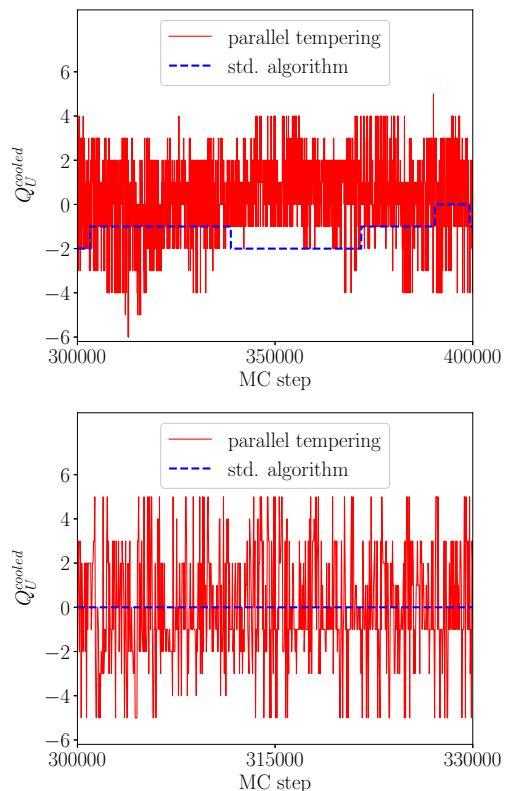 parallel tempering
std. algorithm
6
4
2
0
−2
−4
−6
Q_U^{cooled}
300000
350000
400000
MC step
parallel tempering
std. algorithm
6
4
2
0
−2
−4
−6
Q_U^{cooled}
300000
315000
330000
MC step